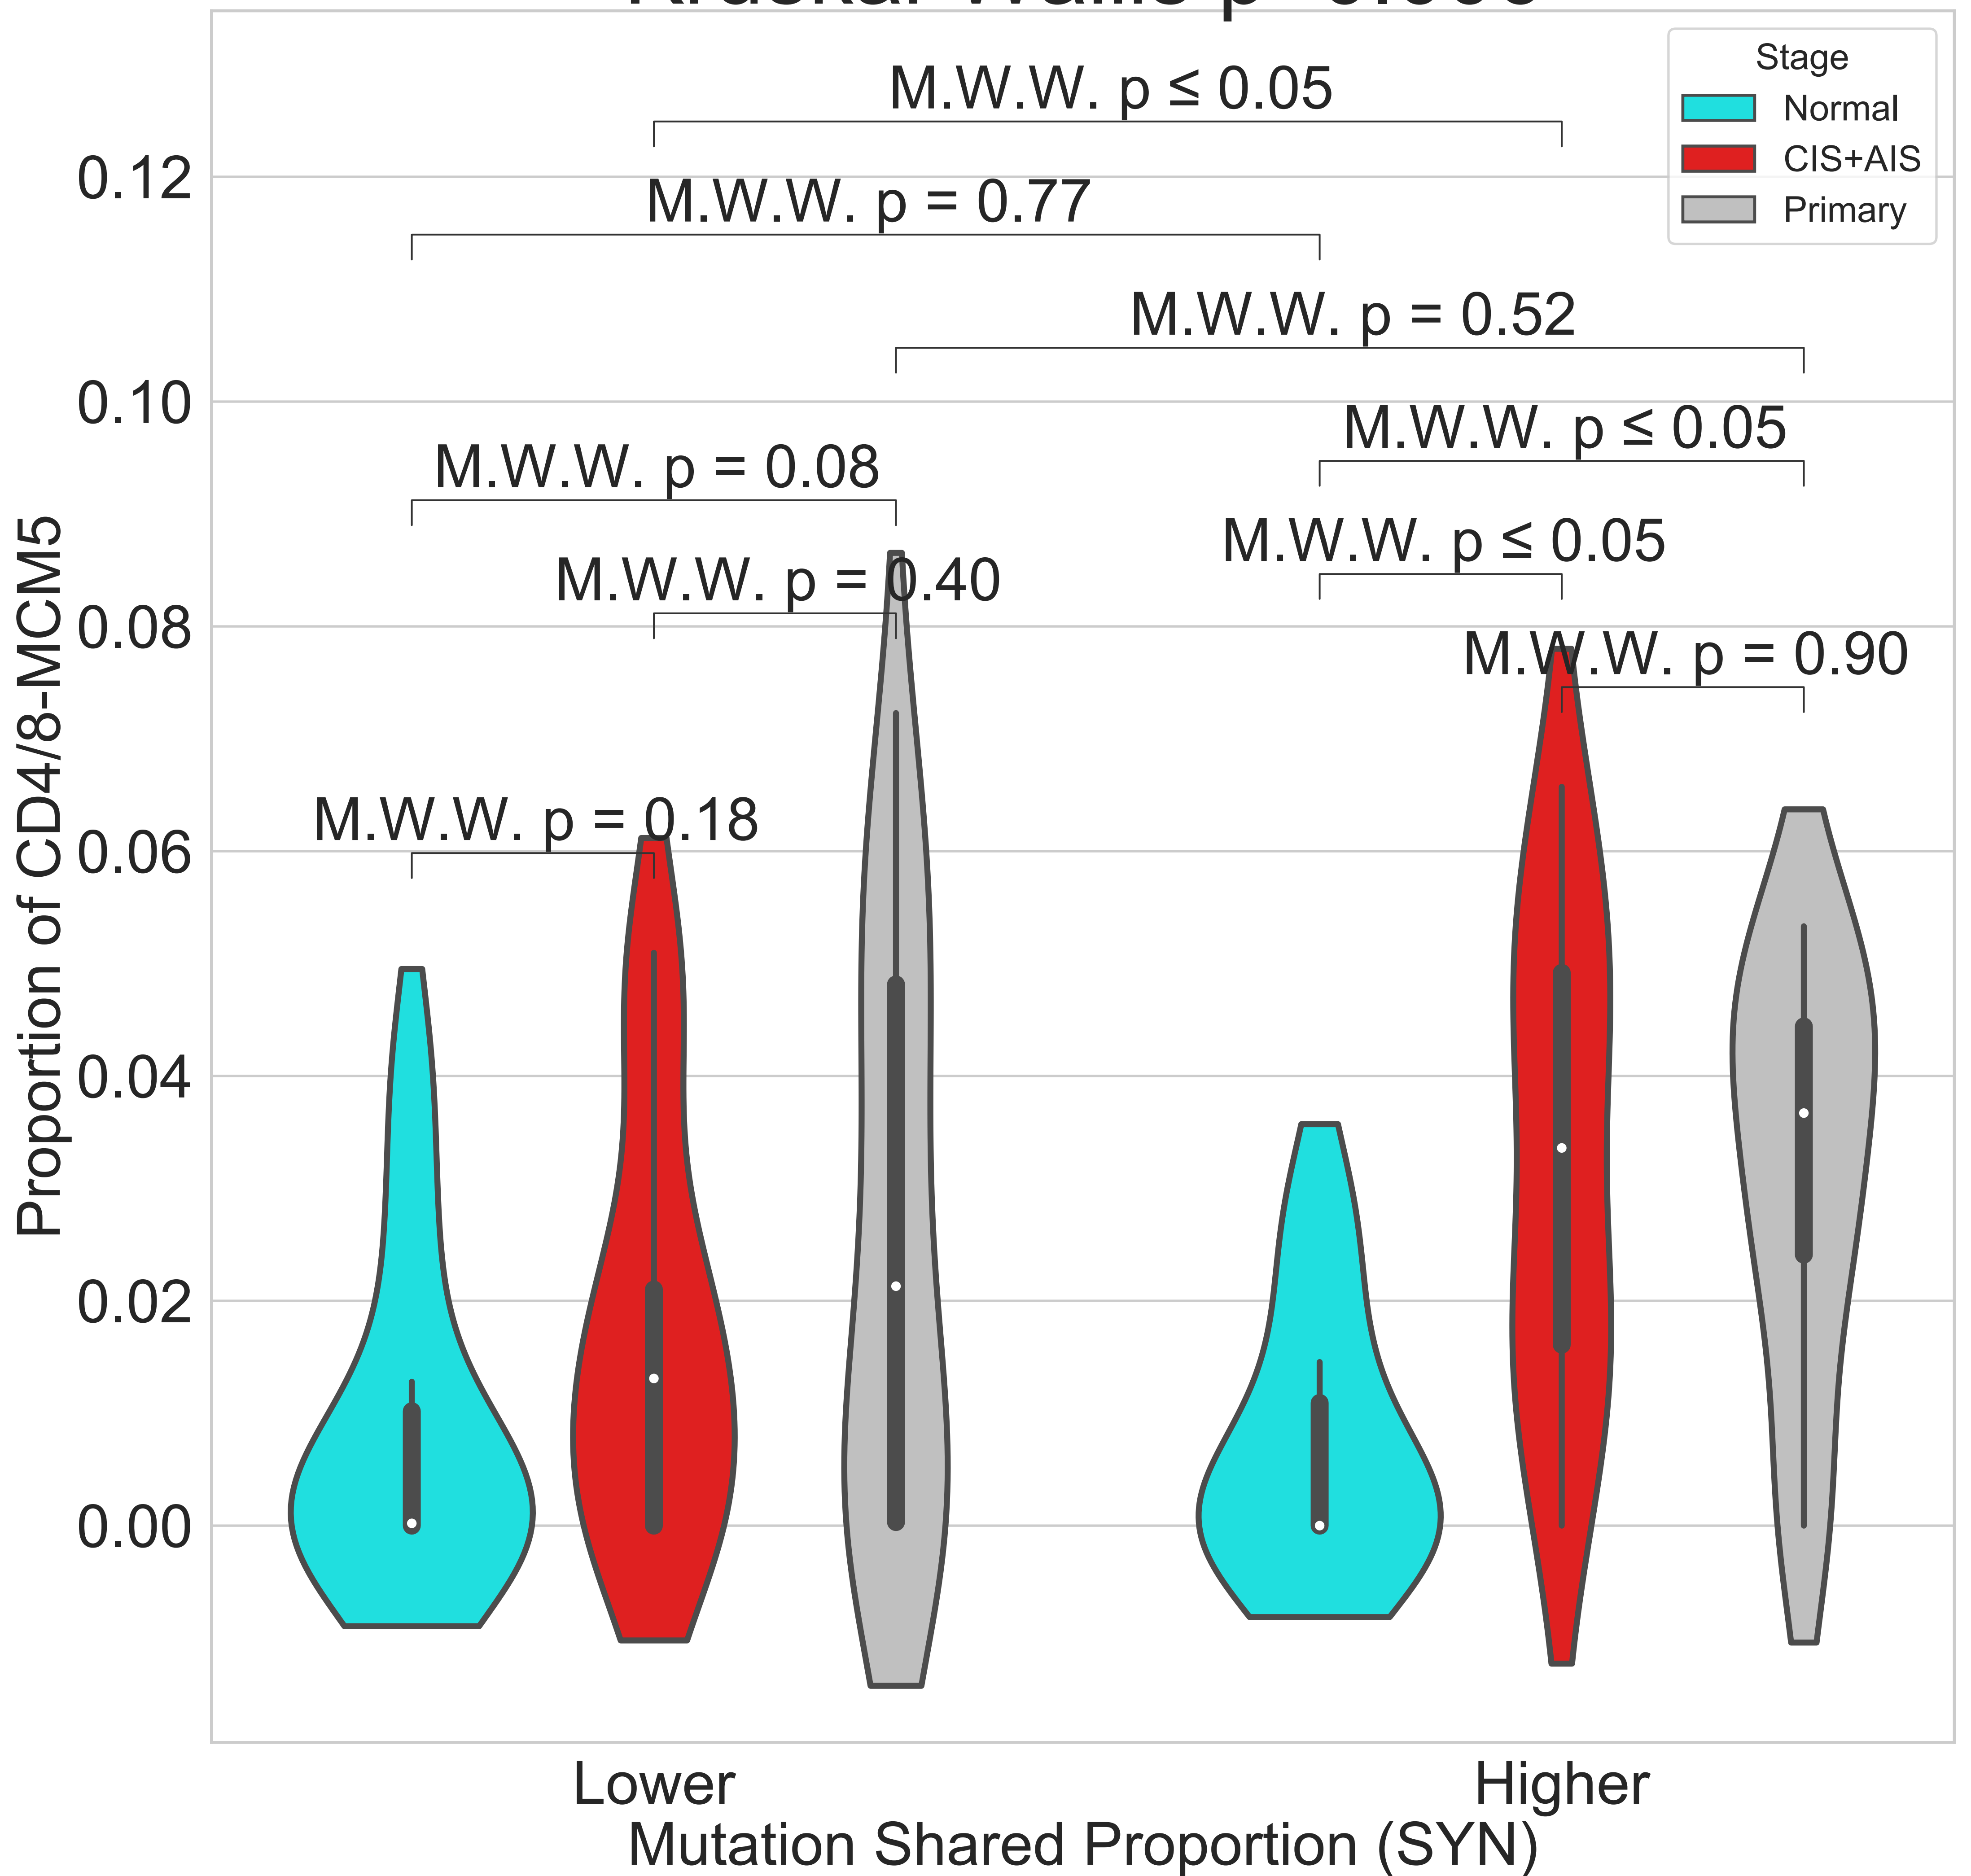 Stage
Normal
CIS+AIS
Primary
M.W.W. p ≤ 0.05
M.W.W. p = 0.77
M.W.W. p = 0.52
M.W.W. p ≤ 0.05
M.W.W. p = 0.08
M.W.W. p ≤ 0.05
M.W.W. p = 0.40
M.W.W. p = 0.90
M.W.W. p = 0.18
0.12
0.10
0.08
0.06
0.04
0.02
0.00
Proportion of CD4/8-MCM5
Lower
Higher
Mutation Shared Proportion (SYN)